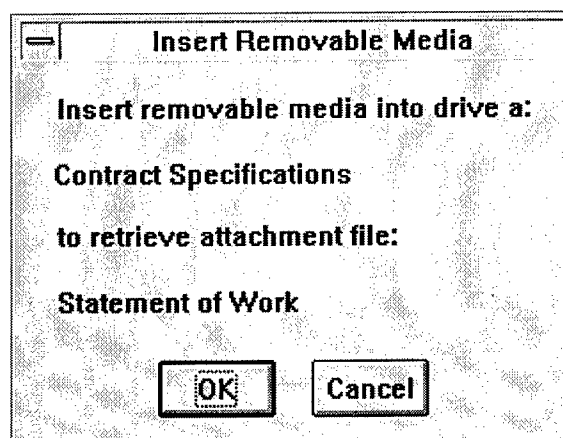 Insert Removable Media
Insert removable media into drive a:
Contract Specifications
to retrieve attachment file:
Statement of Work
OK Cancel